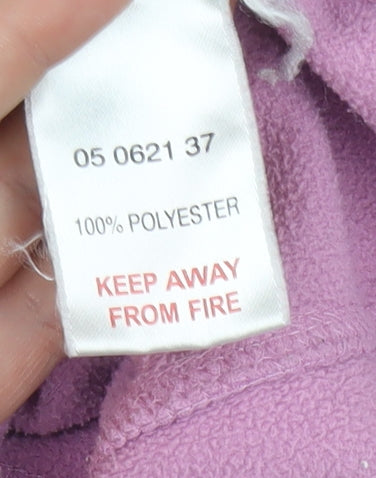 05 0621 37
100% POLYESTER
KEEP AWAY
FROM FIRE